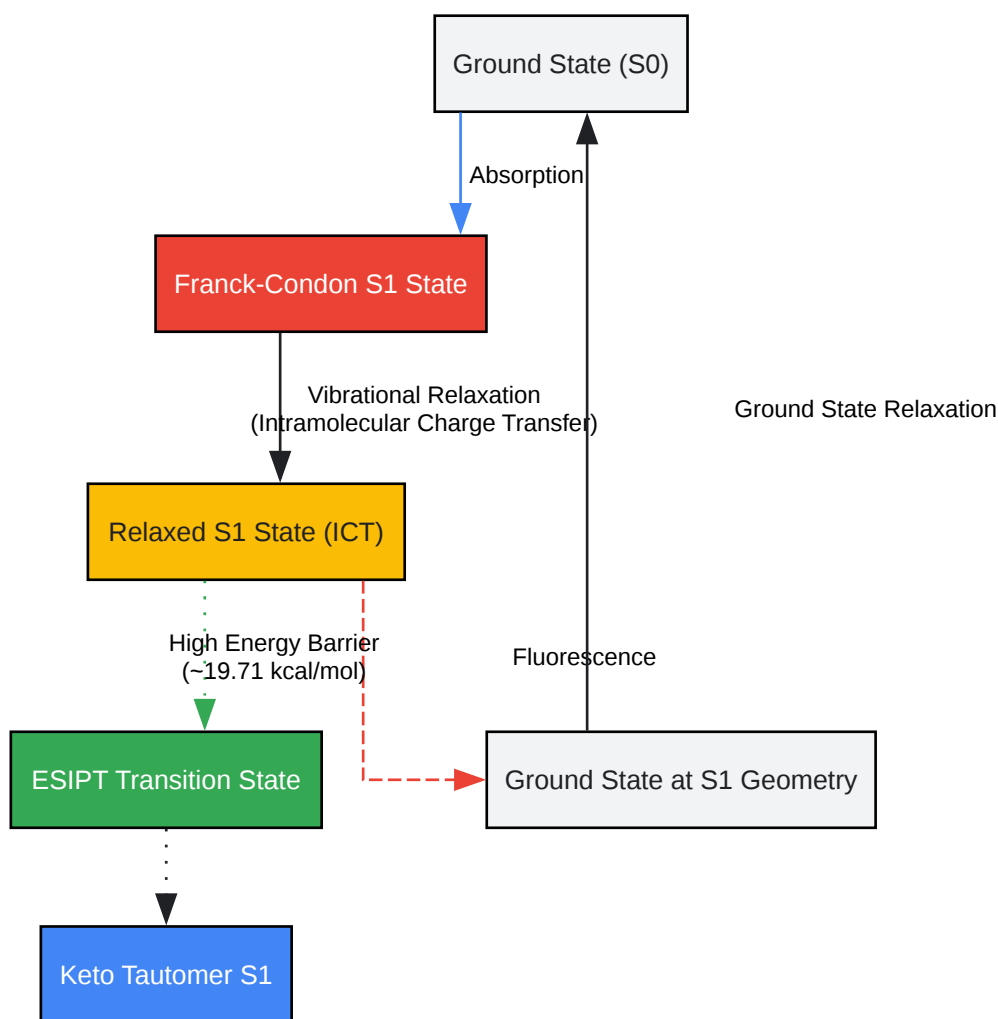 Ground State (S0)
Absorption
Franck-Condon S1 State
Vibrational Relaxation
(Intramolecular Charge Transfer)
Ground State Relaxation
Relaxed S1 State (ICT)
High Energy Barrier
(~19.71 kcal/mol)
Fluorescence
ESIPT Transition State
Ground State at S1 Geometry
Keto Tautomer S1